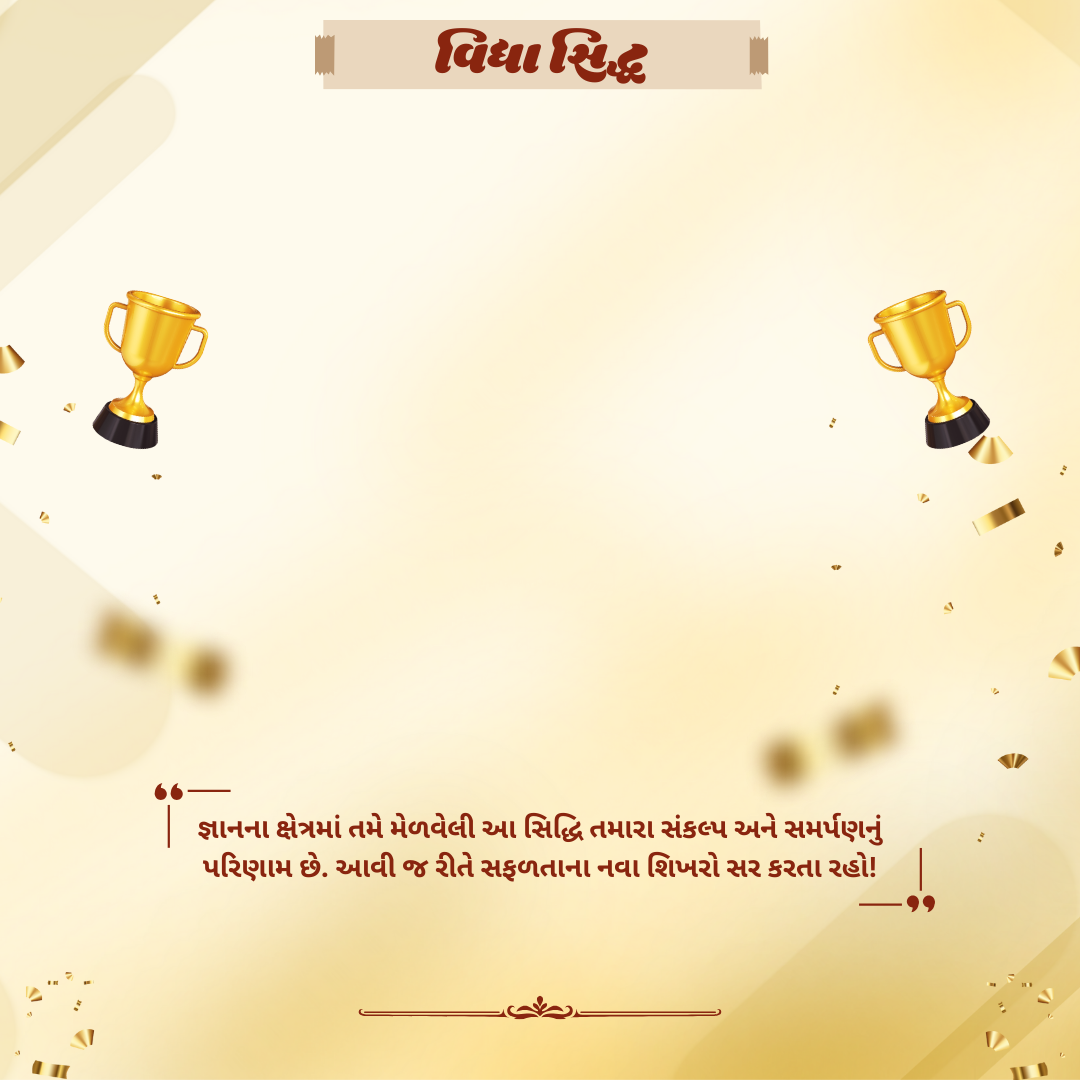 વિદ્યા સિદ્ધ
જ્ઞાનના ક્ષેત્રમાં તમે મેળવેલી આ સિદ્ધિ તમારા સંકલ્પ અને સમર્પણનું
પરિણામ છે. આવી જ રીતે સફળતાના નવા શિખરો સર કરતા રહો!